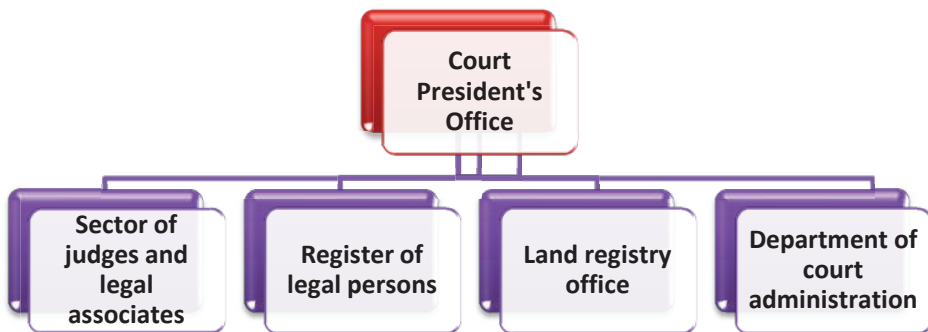 Court
President's
Office
Sector of
judges and
legal
associates
Register of
legal persons
Land registry
office
Department of
court
administration